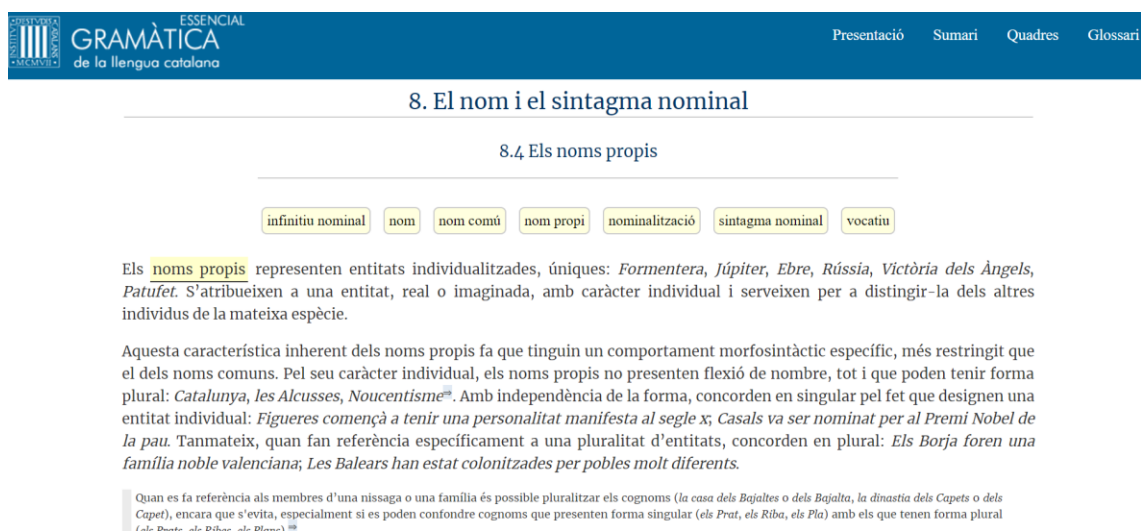 ESSENCIAL
GRAMÀTICA
de la llengua catalana
INSTITVT
D'ESTVDIS
CATALANS
·MCMVII·
Presentació Sumari Quadres Glossari
8. El nom i el sintagma nominal
8.4 Els noms propis
infinitiu nominal nom nom comú nom propi nominalització sintagma nominal vocatiu
Els noms propis representen entitats individualitzades, úniques: Formentera, Júpiter, Ebre, Rússia, Victòria dels Àngels,
Patufet. S’atribueixen a una entitat, real o imaginada, amb caràcter individual i serveixen per a distingir-la dels altres
individus de la mateixa espècie.
Aquesta característica inherent dels noms propis fa que tinguin un comportament morfosintàctic específic, més restringit que
el dels noms comuns. Pel seu caràcter individual, els noms propis no presenten flexió de nombre, tot i que poden tenir forma
plural: Catalunya, les Alcusses, Noucentisme⇒. Amb independència de la forma, concorden en singular pel fet que designen una
entitat individual: Figueres començà a tenir una personalitat manifesta al segle x; Casals va ser nominat per al Premi Nobel de
la pau. Tanmateix, quan fan referència específicament a una pluralitat d’entitats, concorden en plural: Els Borja foren una
família noble valenciana; Les Balears han estat colonitzades per pobles molt diferents.
Quan es fa referència als membres d’una nissaga o una família és possible pluralitzar els cognoms (la casa dels Bajaltes o dels Bajalta, la dinastia dels Capets o dels
Capet), encara que s'evita, especialment si es poden confondre cognoms que presenten forma singular (els Prat, els Riba, els Pla) amb els que tenen forma plural
(els Prats, els Ribes, els Plans).⇒